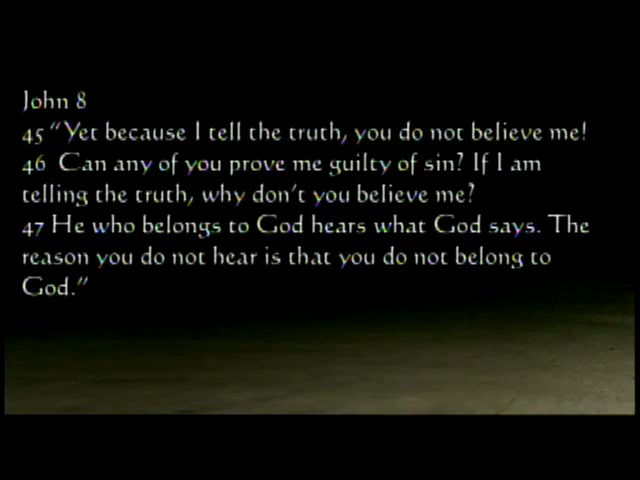 John 8
45 "Yet because I tell the truth, you do not believe me!
46 Can any of you prove me guilty of sin? If I am
telling the truth, why don't you believe me?
47 He who belongs to God hears what God says. The
reason you do not hear is that you do not belong to
God."